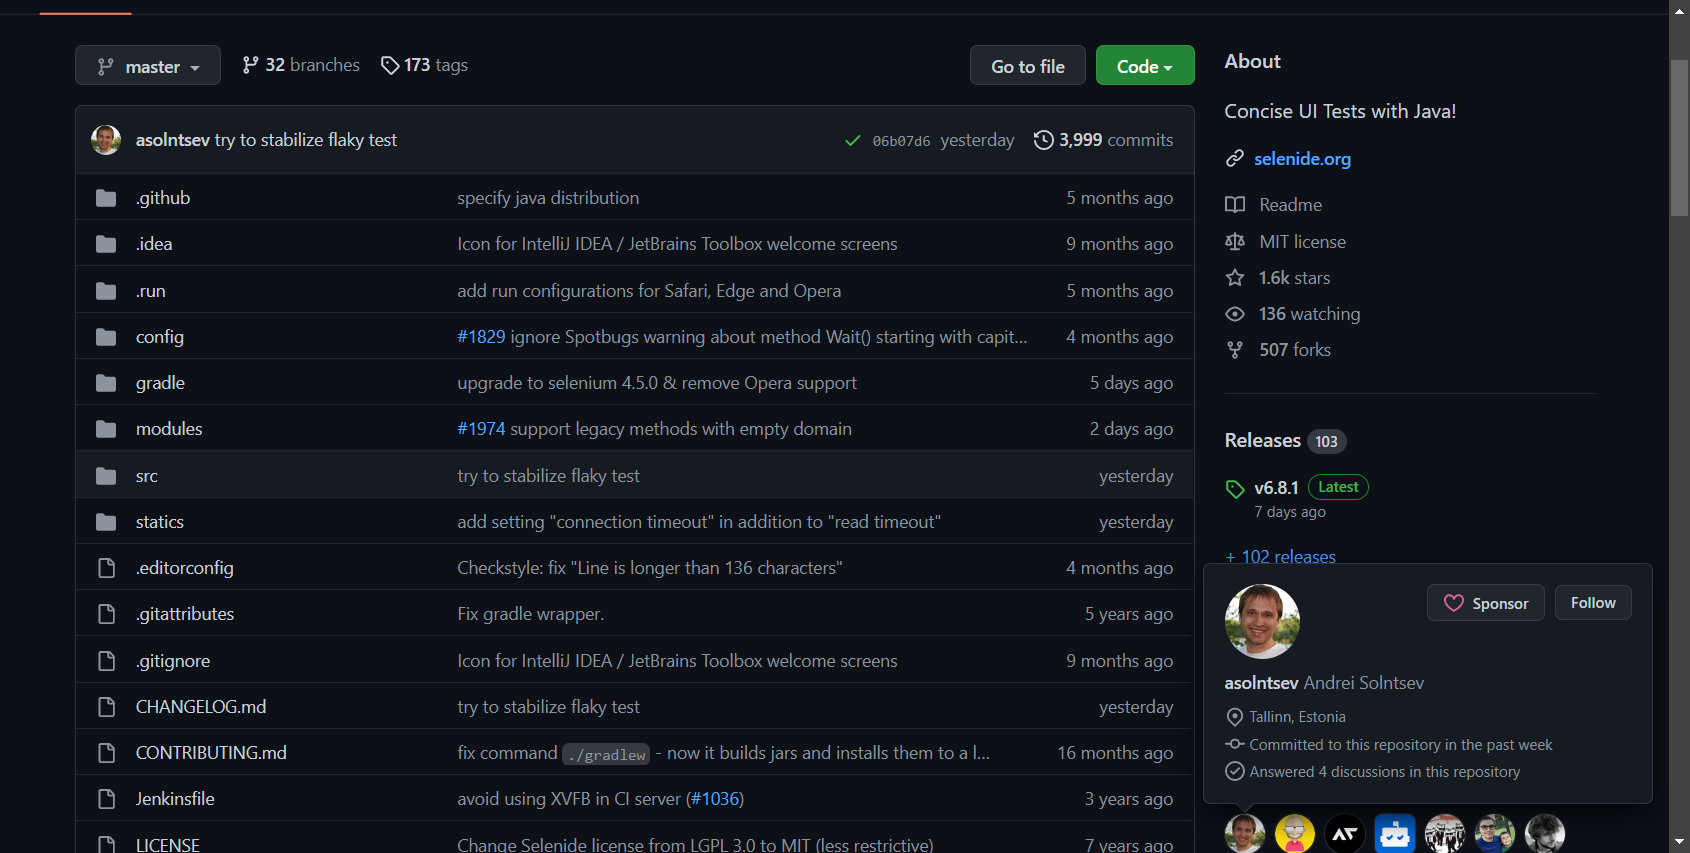 master 32 branches 173 tags Go to file Code
asolntsev try to stabilize flaky test 06b07d6 yesterday 3,999 commits
.github specify java distribution 5 months ago
.idea Icon for IntelliJ IDEA / JetBrains Toolbox welcome screens 9 months ago
.run add run configurations for Safari, Edge and Opera 5 months ago
config #1829 ignore Spotbugs warning about method Wait() starting with capit... 4 months ago
gradle upgrade to selenium 4.5.0 & remove Opera support 5 days ago
modules #1974 support legacy methods with empty domain 2 days ago
src try to stabilize flaky test yesterday
statics add setting "connection timeout" in addition to "read timeout" yesterday
.editorconfig Checkstyle: fix "Line is longer than 136 characters" 4 months ago
.gitattributes Fix gradle wrapper. 5 years ago
.gitignore Icon for IntelliJ IDEA / JetBrains Toolbox welcome screens 9 months ago
CHANGELOG.md try to stabilize flaky test yesterday
CONTRIBUTING.md fix command ./gradlew - now it builds jars and installs them to a l... 16 months ago
Jenkinsfile avoid using XVFB in CI server (#1036) 3 years ago
LICENSE Change Selenide license from LGPL 3.0 to MIT (less restrictive) 7 years ago
About
Concise UI Tests with Java!
selenide.org
Readme
MIT license
1.6k stars
136 watching
507 forks
Releases 103
v6.8.1 Latest
7 days ago
+ 102 releases
Sponsor Follow
asolntsev Andrei Solntsev
Tallinn, Estonia
Committed to this repository in the past week
Answered 4 discussions in this repository